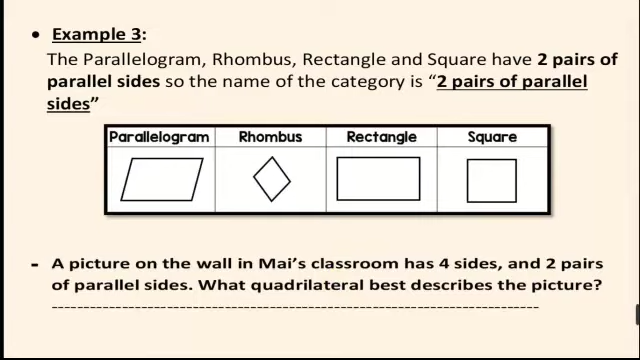 • Example 3:
The Parallelogram, Rhombus, Rectangle and Square have 2 pairs of
parallel sides so the name of the category is “2 pairs of parallel
sides”
Parallelogram Rhombus Rectangle Square
- A picture on the wall in Mai’s classroom has 4 sides, and 2 pairs
of parallel sides. What quadrilateral best describes the picture?